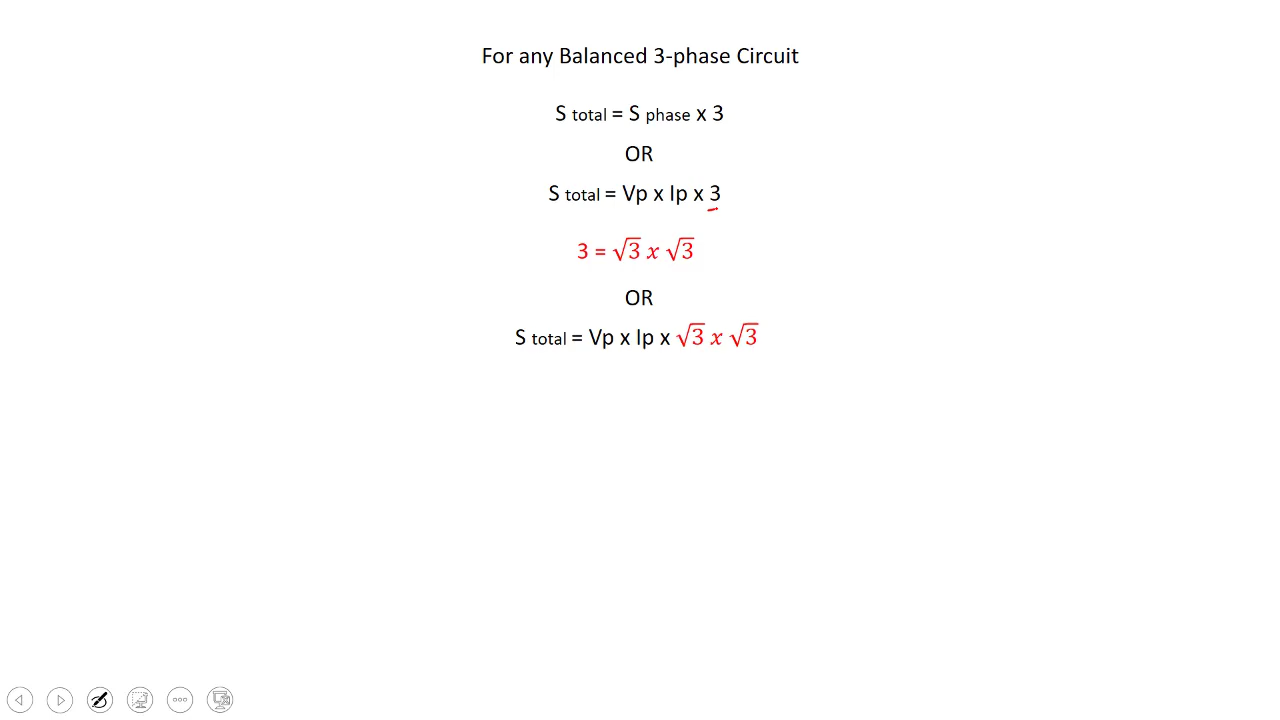 For any Balanced 3-phase Circuit
S total = S phase x 3
OR
S total = Vp x Ip x 3
3 = √3 x √3
OR
S total = Vp x Ip x √3 x √3